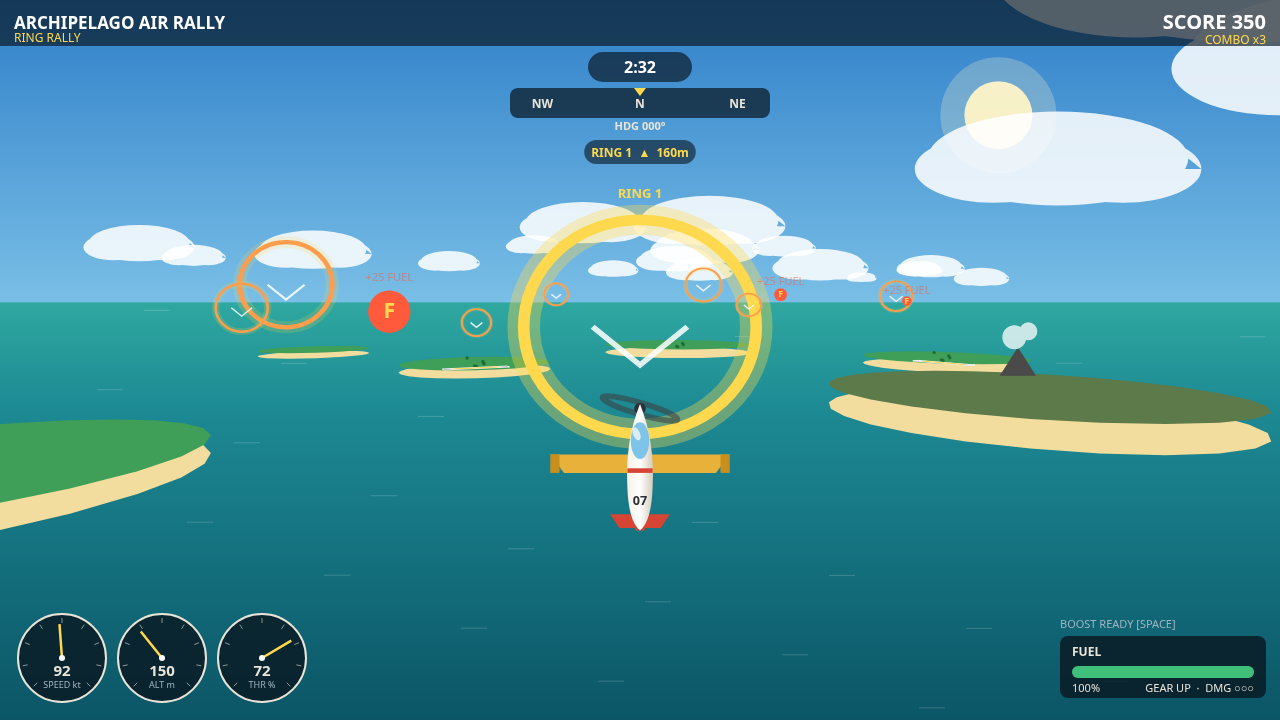 ARCHIPELAGO AIR RALLY
RING RALLY
SCORE 350
COMBO x3
2:32
NW N NE
HDG 000°
RING 1 ▲ 160m
RING 1
+25 FUEL
F
+25 FUEL
F
+25 FUEL
F
07
92
SPEED kt
150
ALT m
72
THR %
BOOST READY [SPACE]
FUEL
100% GEAR UP · DMG ○○○